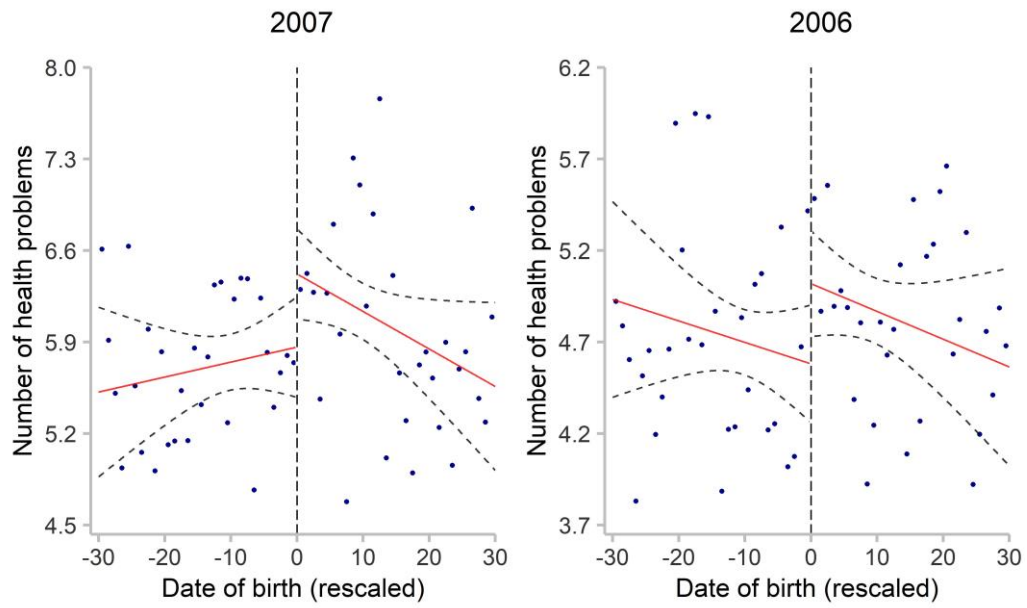 2007
8.0
7.3
6.6
5.9
5.2
4.5
Number of health problems
-30 -20 -10 0 10 20 30
Date of birth (rescaled)
2006
6.2
5.7
5.2
4.7
4.2
3.7
Number of health problems
-30 -20 -10 0 10 20 30
Date of birth (rescaled)